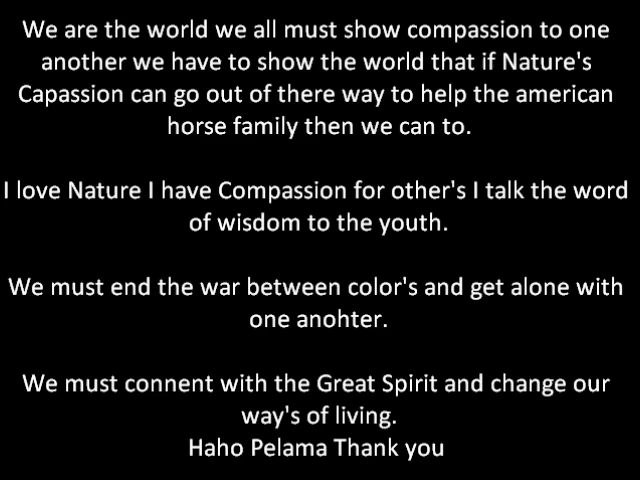 We are the world we all must show compassion to one
another we have to show the world that if Nature's
Capassion can go out of there way to help the american
horse family then we can to.
I love Nature I have Compassion for other's I talk the word
of wisdom to the youth.
We must end the war between color's and get alone with
one anohter.
We must connent with the Great Spirit and change our
way's of living.
Haho Pelama Thank you